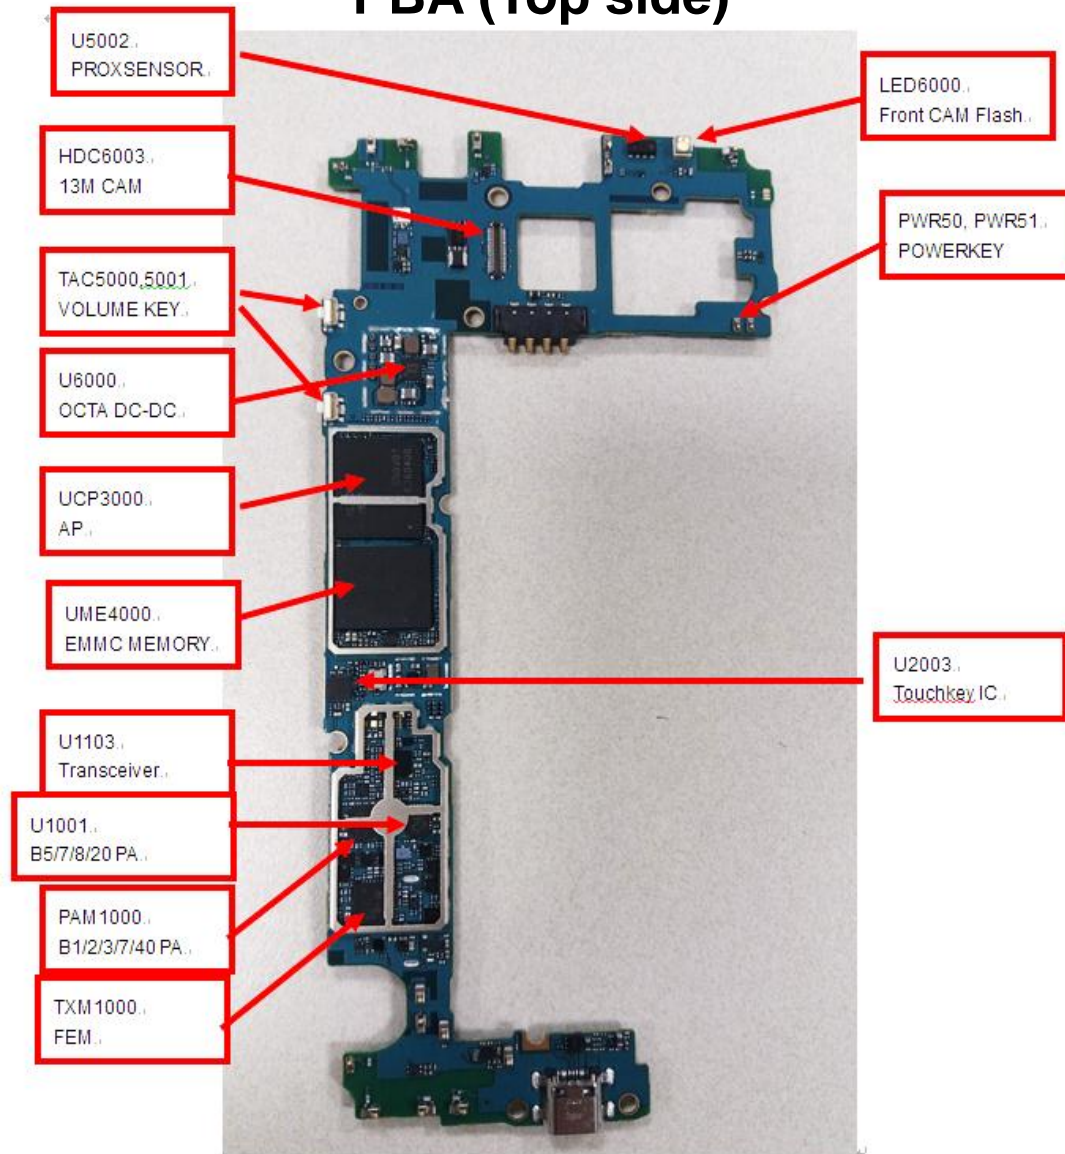 PBA (Top side)
U5002.
PROXSENSOR.
LED6000.
Front CAM Flash.
HDC6003.
13M CAM
PWR50, PWR51.
POWERKEY
TAC5000,5001.
VOLUME KEY.
U6000.
OCTA DC-DC.
UCP3000.
AP.
UME4000.
EMMC MEMORY.
U2003.
Touchkey IC.
U1103.
Transceiver.
U1001.
B5/7/8/20 PA.
PAM1000.
B1/2/3/7/40 PA.
TXM1000.
FEM.